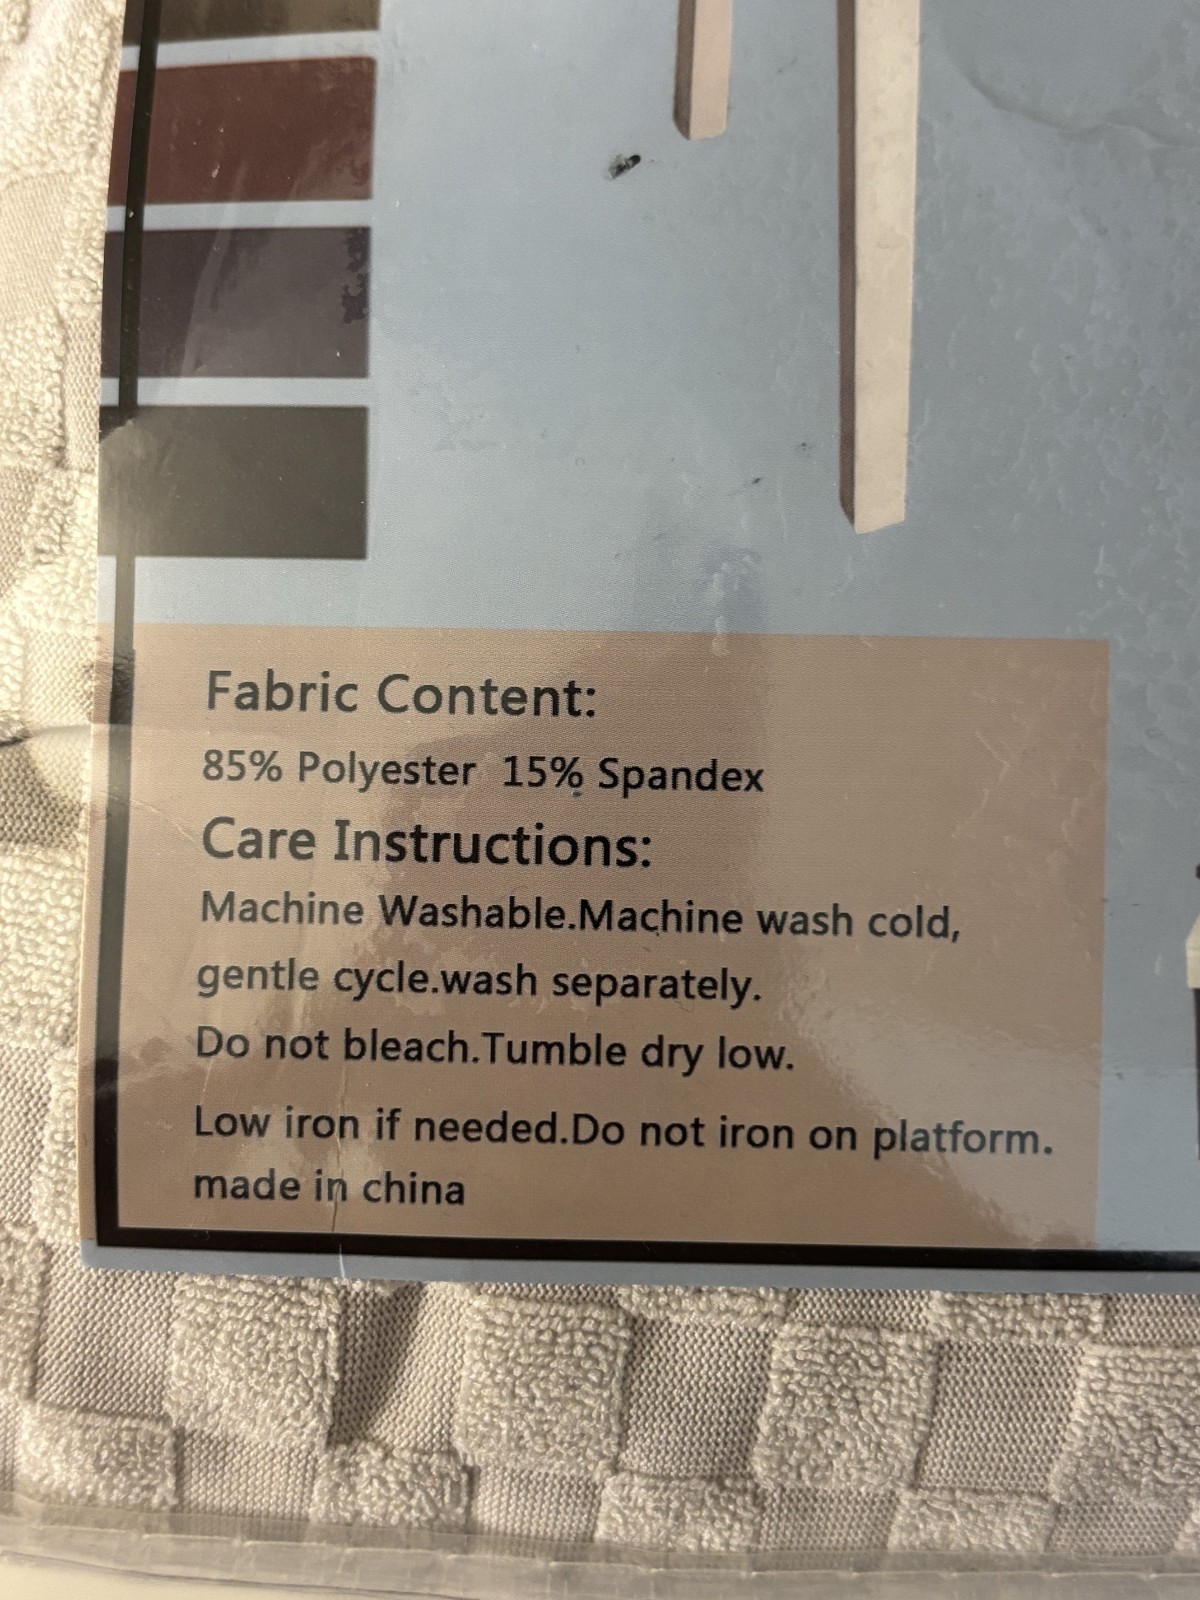 Fabric Content:
85% Polyester 15% Spandex
Care Instructions:
Machine Washable.Machine wash cold,
gentle cycle.wash separately.
Do not bleach.Tumble dry low.
Low iron if needed.Do not iron on platform.
made in china